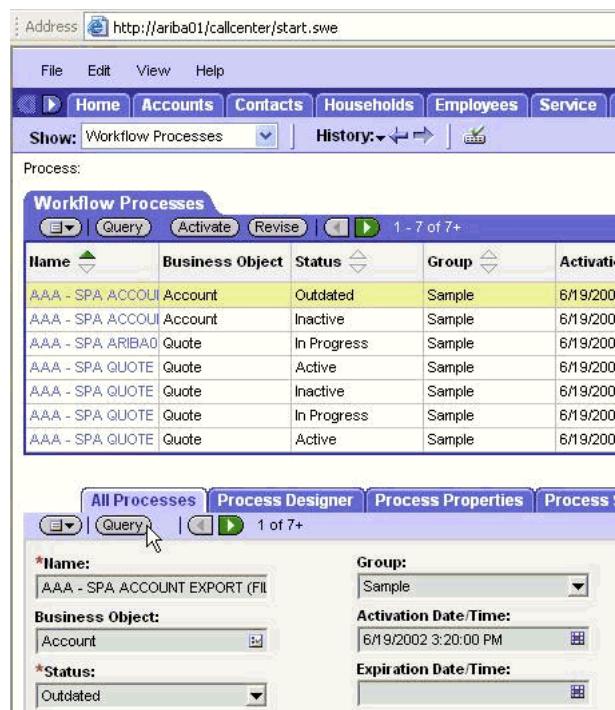 Address http://ariba01/callcenter/start.swe
File Edit View Help
Home Accounts Contacts Households Employees Service
Show: Workflow Processes History:
Process:
Workflow Processes
Query Activate Revise 1 - 7 of 7+
Name Business Object Status Group
AAA - SPA Account Outdated Sample 6/19/200
AAA - SPA Account Inactive Sample 6/19/200
AAA - SPA Quote In Progress Sample 6/19/200
AAA - SPA QUOTE Quote Active Sample 6/19/200
AAA - SPA QUOTE Quote Inactive Sample 6/19/200
AAA - SPA QUOTE Quote In Progress Sample 6/19/200
AAA - SPA QUOTE Quote Active Sample 6/19/200
All Processes Process Designer Process Properties Process
Query 1 of 7+
*Name: Group:
AAA - SPA ACCOUNT EXPORT (FIL Sample
Business Object: Activation Date/Time:
Account 6/19/2002 3:20:00 PM
*Status: Expiration Date/Time:
Outdated